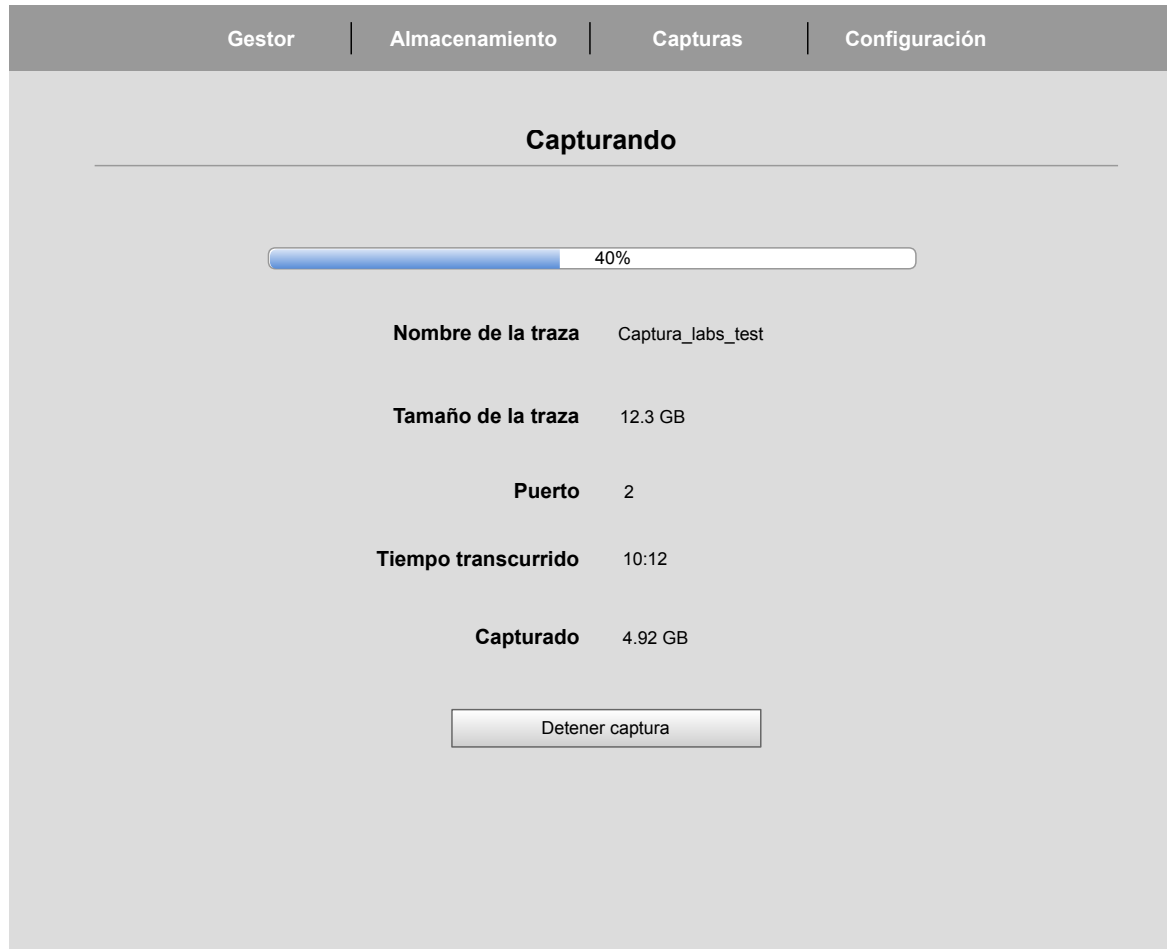 Gestor Almacenamiento Capturas Configuración
Capturando
40%
Nombre de la traza Captura_labs_test
Tamaño de la traza 12.3 GB
Puerto 2
Tiempo transcurrido 10:12
Capturado 4.92 GB
Detener captura